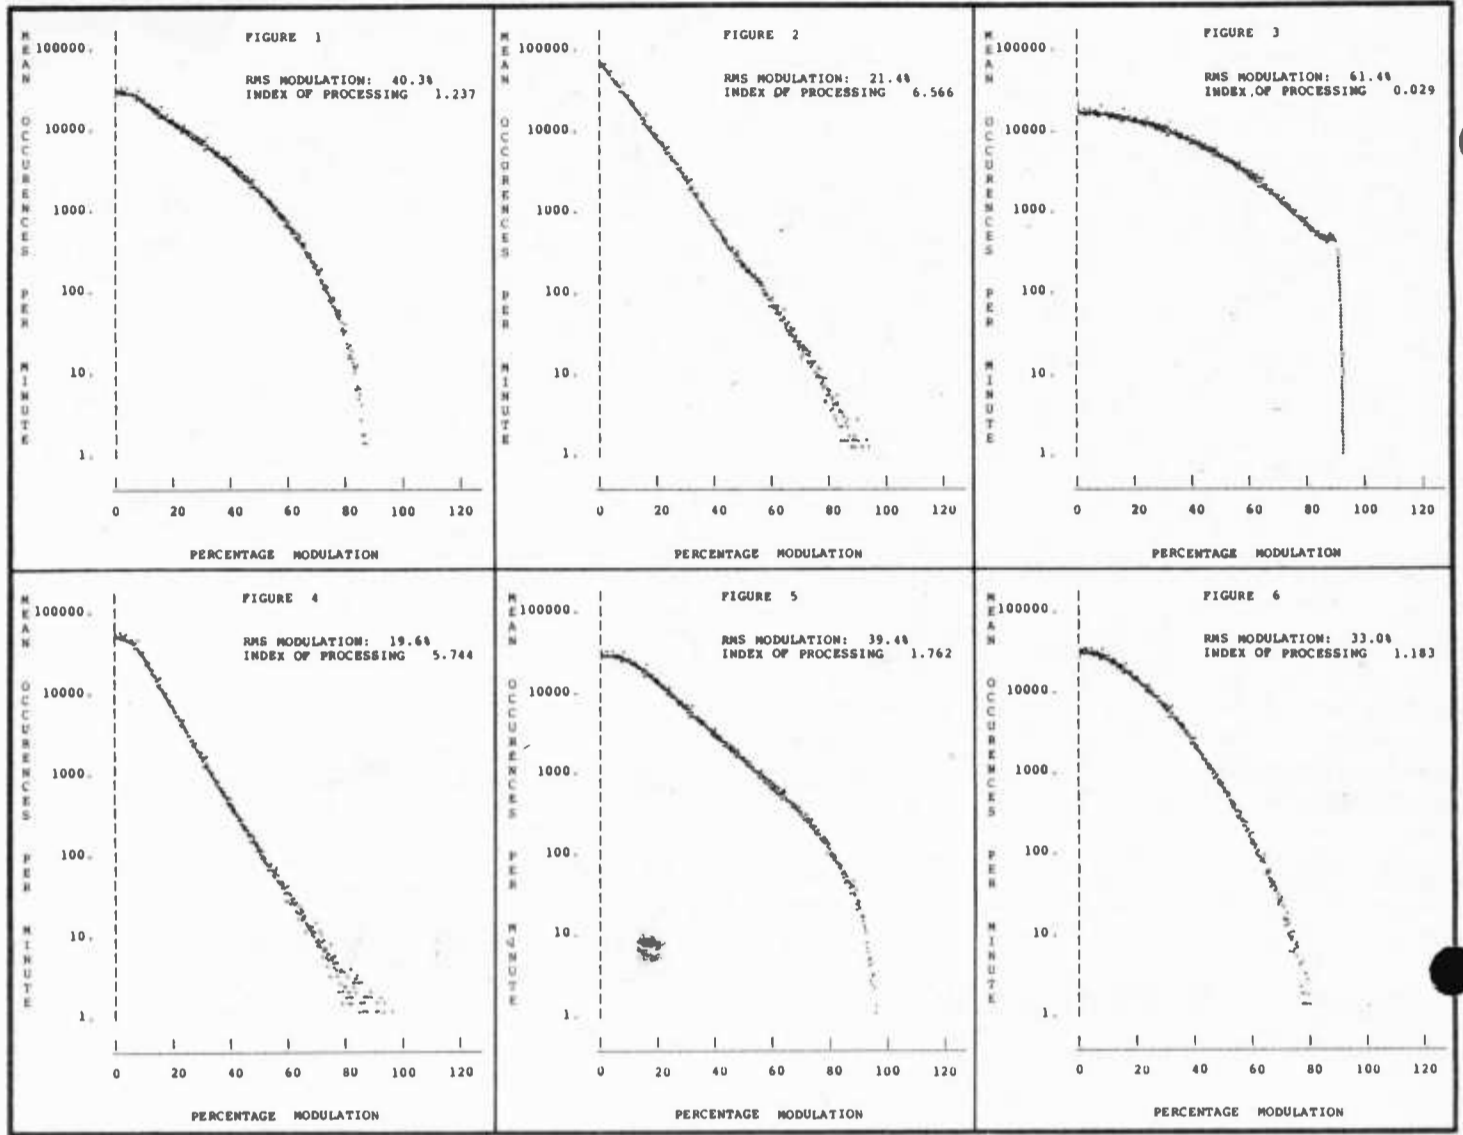 FIGURE 1
RMS MODULATION: 40.3%
INDEX OF PROCESSING 1.237
MEAN OCCURENCES PER MINUTE
100000.
10000.
1000.
100.
10.
1.
0 20 40 60 80 100 120
PERCENTAGE MODULATION
FIGURE 2
RMS MODULATION: 21.4%
INDEX OF PROCESSING 6.566
MEAN OCCURENCES PER MINUTE
100000.
10000.
1000.
100.
10.
1.
0 20 40 60 80 100 120
PERCENTAGE MODULATION
FIGURE 3
RMS MODULATION: 61.4%
INDEX OF PROCESSING 0.029
MEAN OCCURENCES PER MINUTE
100000.
10000.
1000.
100.
10.
1.
0 20 40 60 80 100 120
PERCENTAGE MODULATION
FIGURE 4
RMS MODULATION: 19.6%
INDEX OF PROCESSING 5.744
MEAN OCCURENCES PER MINUTE
100000.
10000.
1000.
100.
10.
1.
0 20 40 60 80 100 120
PERCENTAGE MODULATION
FIGURE 5
RMS MODULATION: 39.4%
INDEX OF PROCESSING 1.762
MEAN OCCURENCES PER MINUTE
100000.
10000.
1000.
100.
10.
1.
0 20 40 60 80 100 120
PERCENTAGE MODULATION
FIGURE 6
RMS MODULATION: 33.0%
INDEX OF PROCESSING 1.183
MEAN OCCURENCES PER MINUTE
100000.
10000.
1000.
100.
10.
1.
0 20 40 60 80 100 120
PERCENTAGE MODULATION